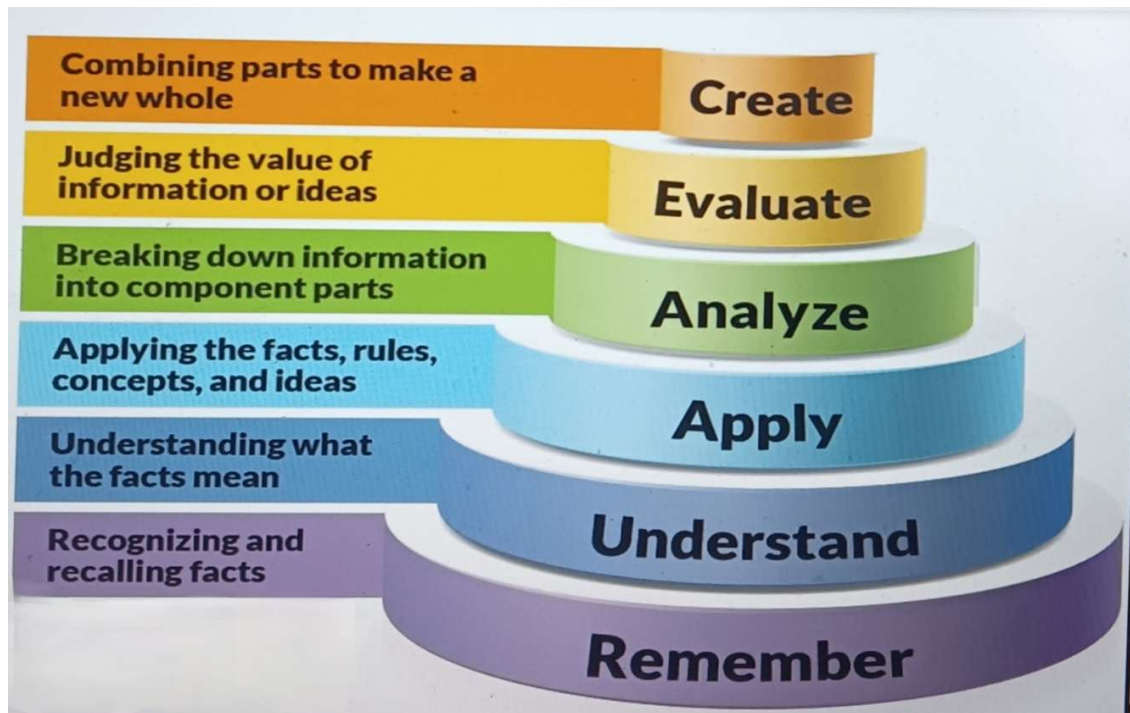 Combining parts to make a
new whole
Create
Judging the value of
information or ideas
Evaluate
Breaking down information
into component parts
Analyze
Applying the facts, rules,
concepts, and ideas
Apply
Understanding what
the facts mean
Understand
Recognizing and
recalling facts
Remember